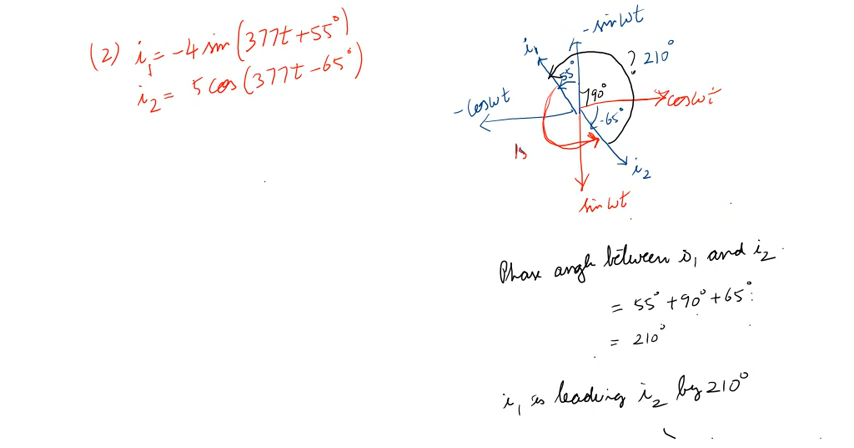 (2) i₁ = -4 sin (377t + 55°)
i₂ = 5 cos (377t - 65°)
-sin ωt
i₁
55°
? 210°
90°
-cos ωt
cos ωt
-65°
i₂
sin ωt
Phase angle between i₁ and i₂
= 55° + 90° + 65°
= 210°
i₁ is leading i₂ by 210°